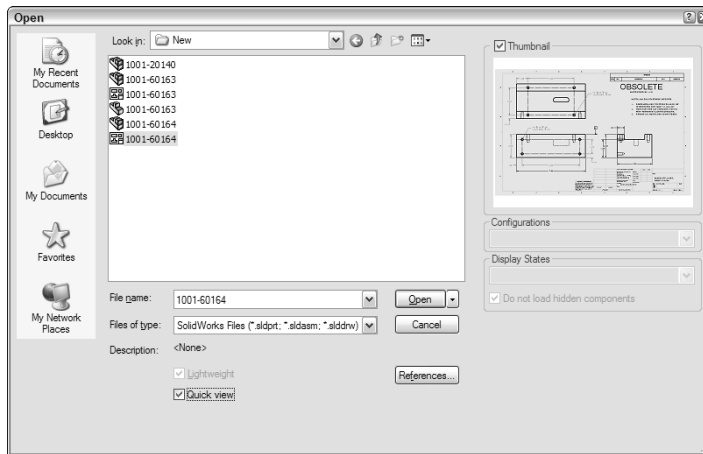 Open
Look in:
New
My Recent
Documents
Desktop
My Documents
Favorites
My Network
Places
1001-20140
1001-60163
1001-60163
1001-60163
1001-60164
1001-60164
File name:
1001-60164
Open
Files of type:
SolidWorks Files (*.sldprt; *.sldasm; *.slddrw)
Cancel
Description:
<None>
Lightweight
References...
Quick view
Thumbnail
OBSOLETE
Configurations
Display States
Do not load hidden components